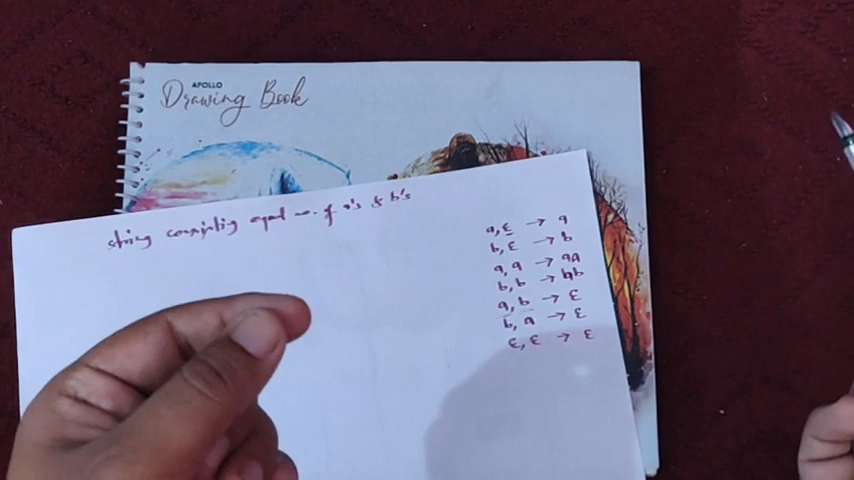 APOLLO
Drawing Book
string consisting equal no. of a's & b's
a, ε → a
b, ε → b
a, a → aa
b, b → bb
a, b → ε
b, a → ε
ε, ε → ε